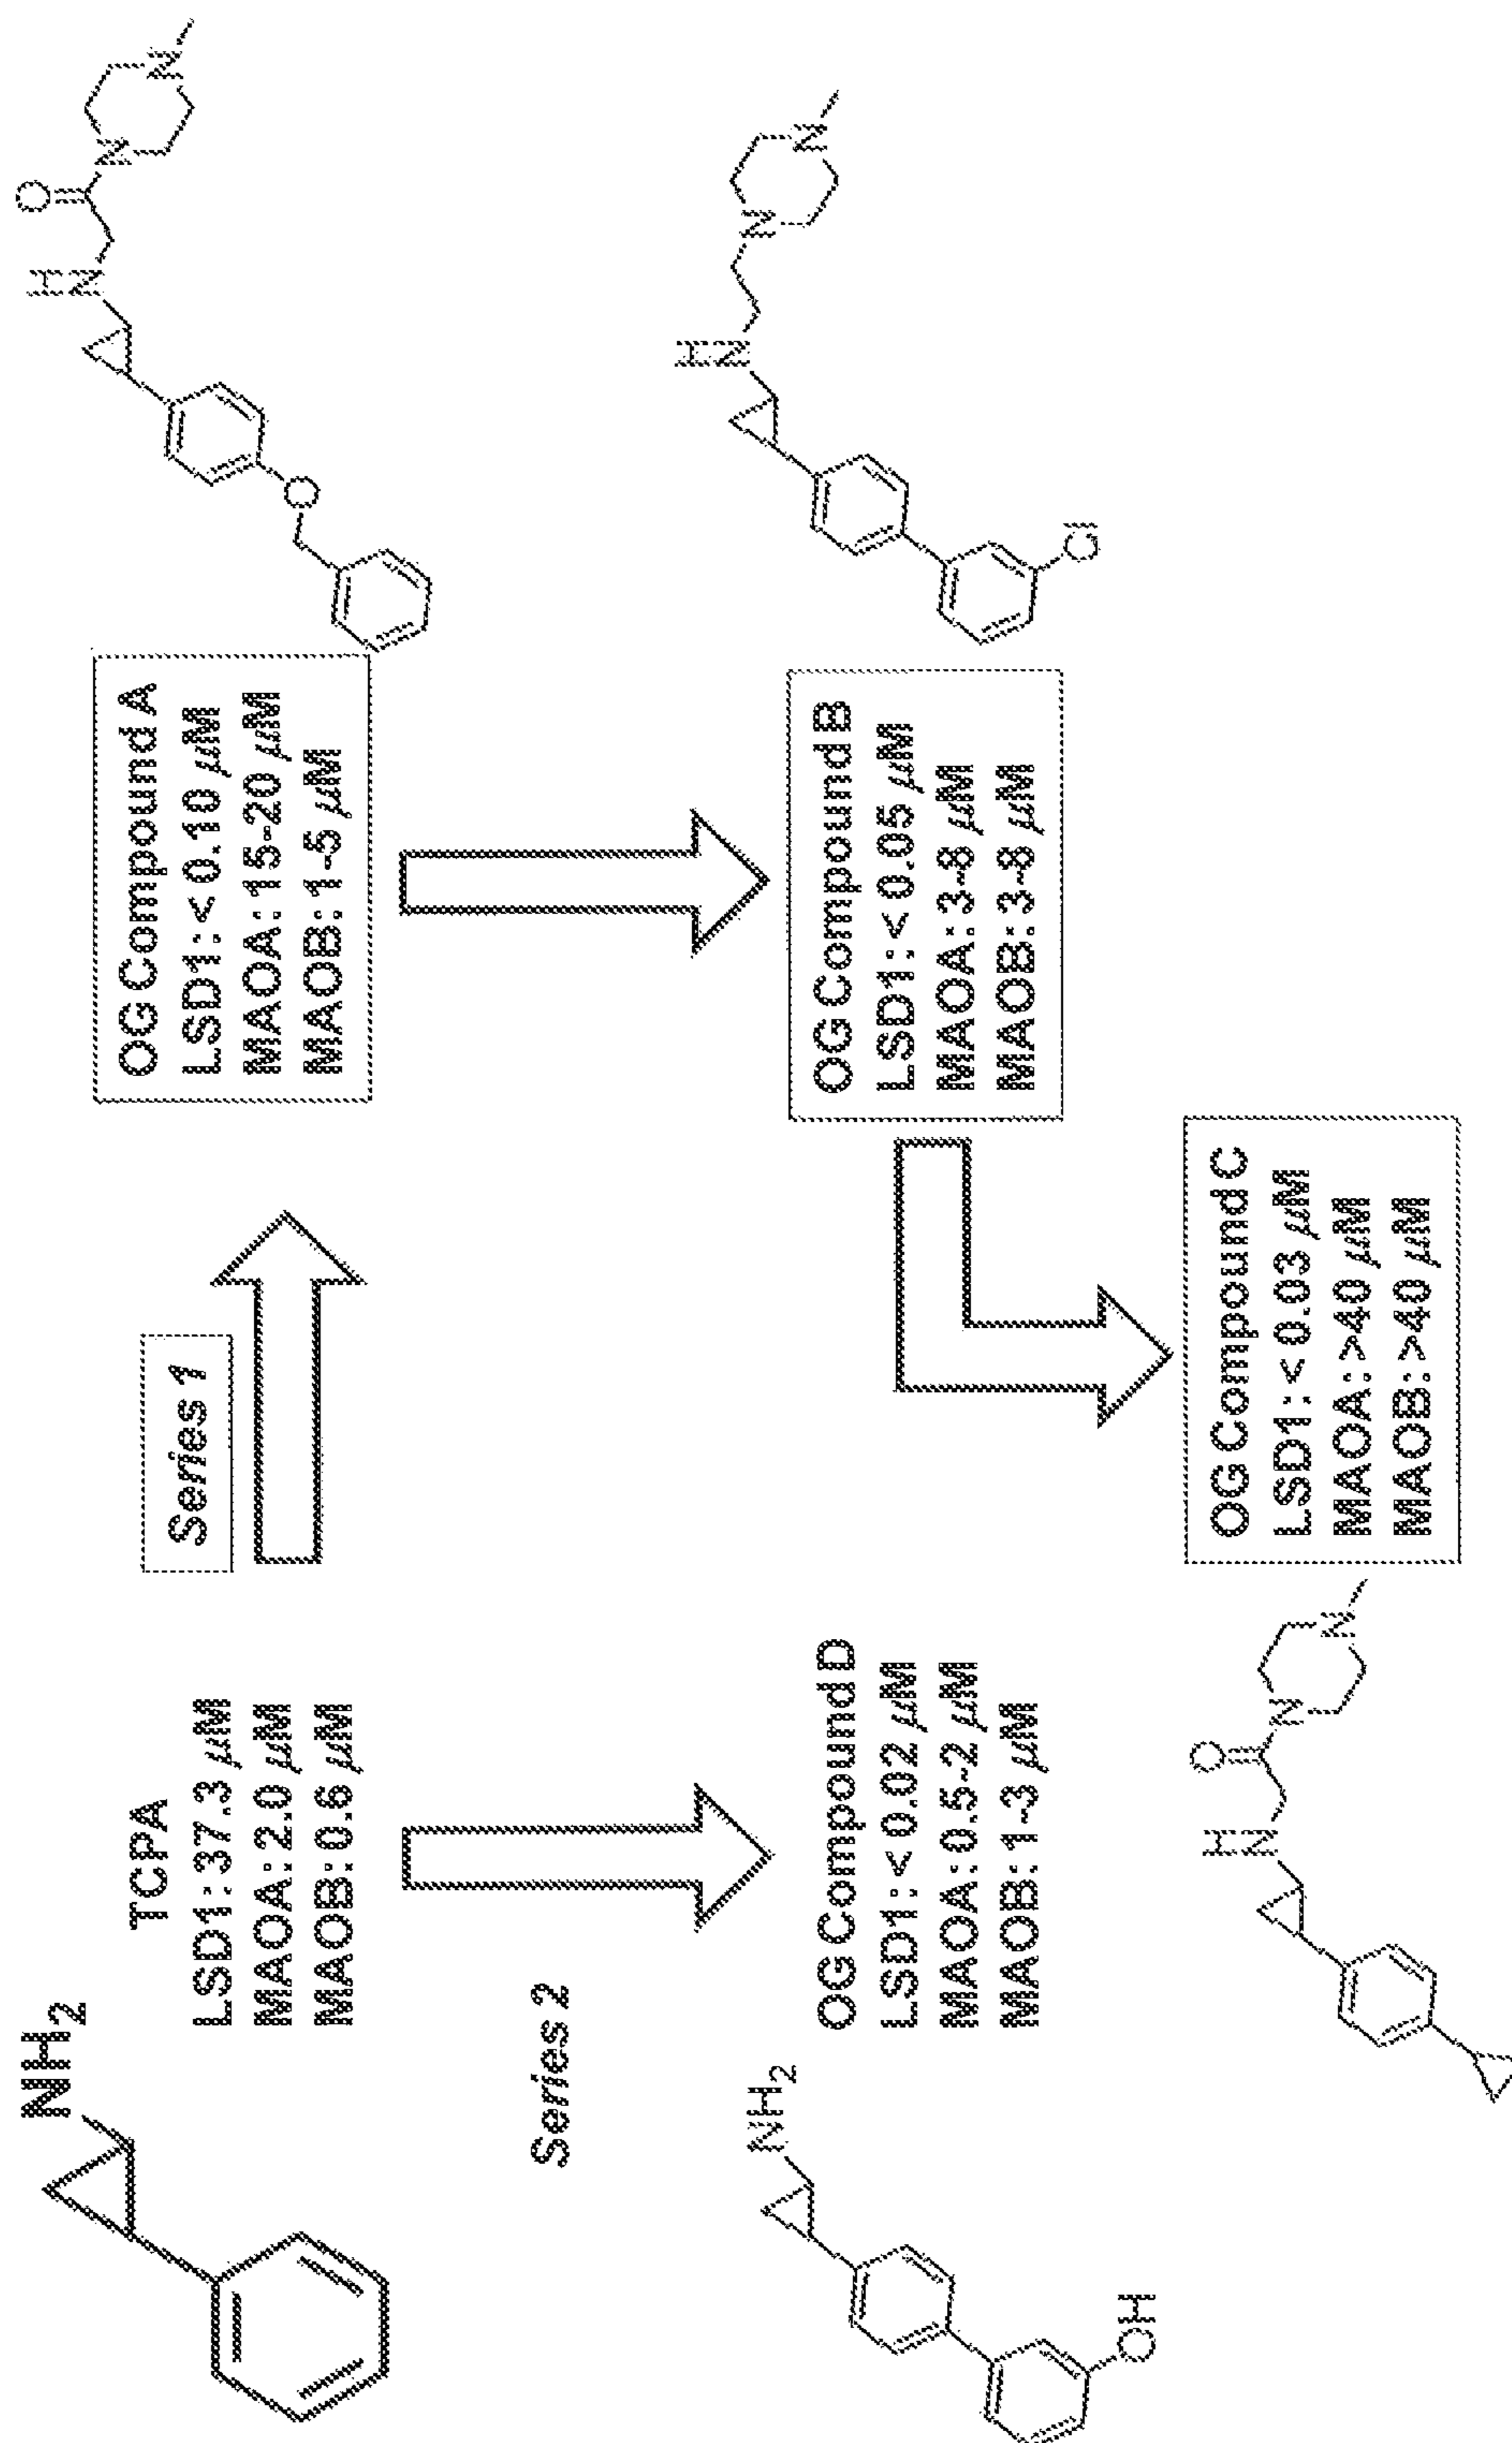 NH2
TCPA
LSD1: 37.3 μM
MAOA: 2.0 μM
MAOB: 0.6 μM
Series 1
OG Compound A
LSD1: < 0.10 μM
MAOA: 15-20 μM
MAOB: 1-5 μM
H
N
O
N
N
O
Series 2
NH2
OH
OG Compound D
LSD1: < 0.02 μM
MAOA: 0.5-2 μM
MAOB: 1-3 μM
OG Compound B
LSD1: < 0.05 μM
MAOA: 3-8 μM
MAOB: 3-8 μM
H
N
N
N
Cl
H
N
O
N
N
OG Compound C
LSD1: < 0.03 μM
MAOA: >40 μM
MAOB: >40 μM